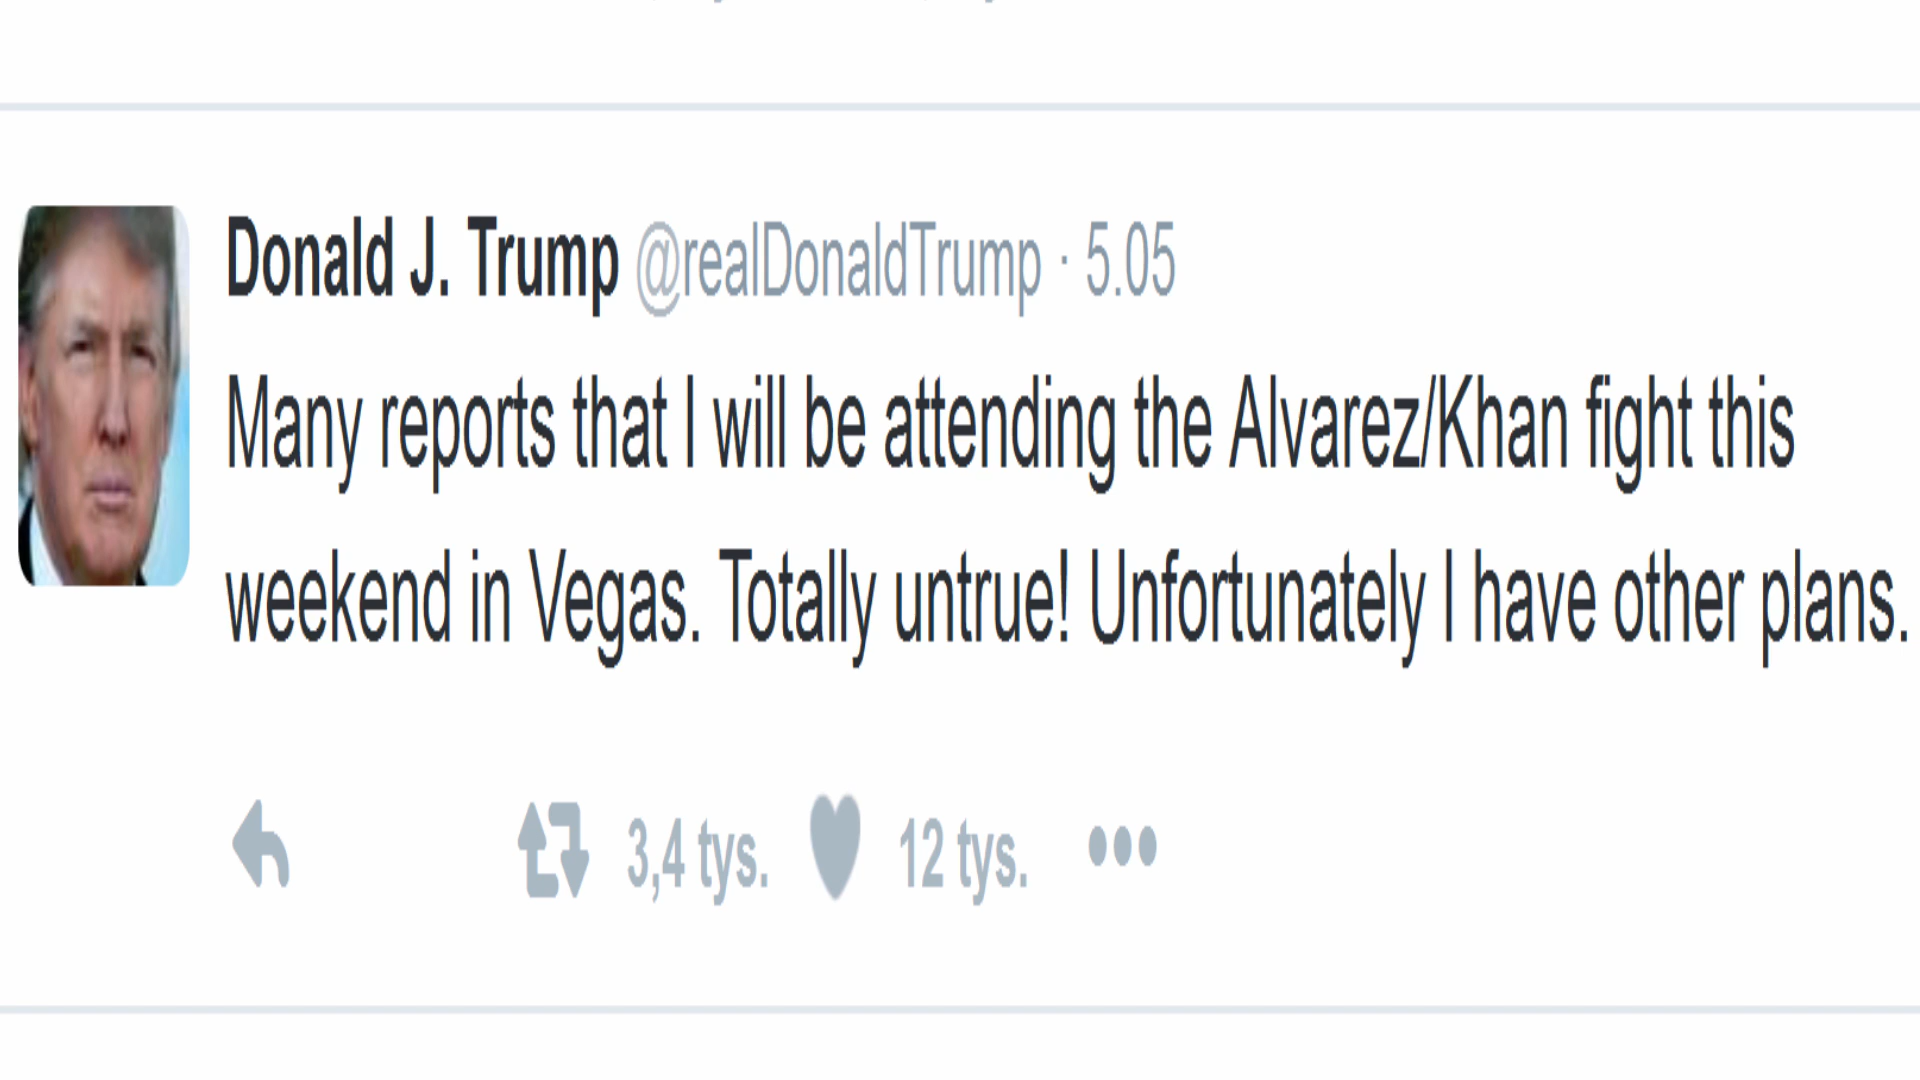 Donald J. Trump @realDonaldTrump · 5.05
Many reports that I will be attending the Alvarez/Khan fight this
weekend in Vegas. Totally untrue! Unfortunately I have other plans.
3,4 tys. 12 tys.